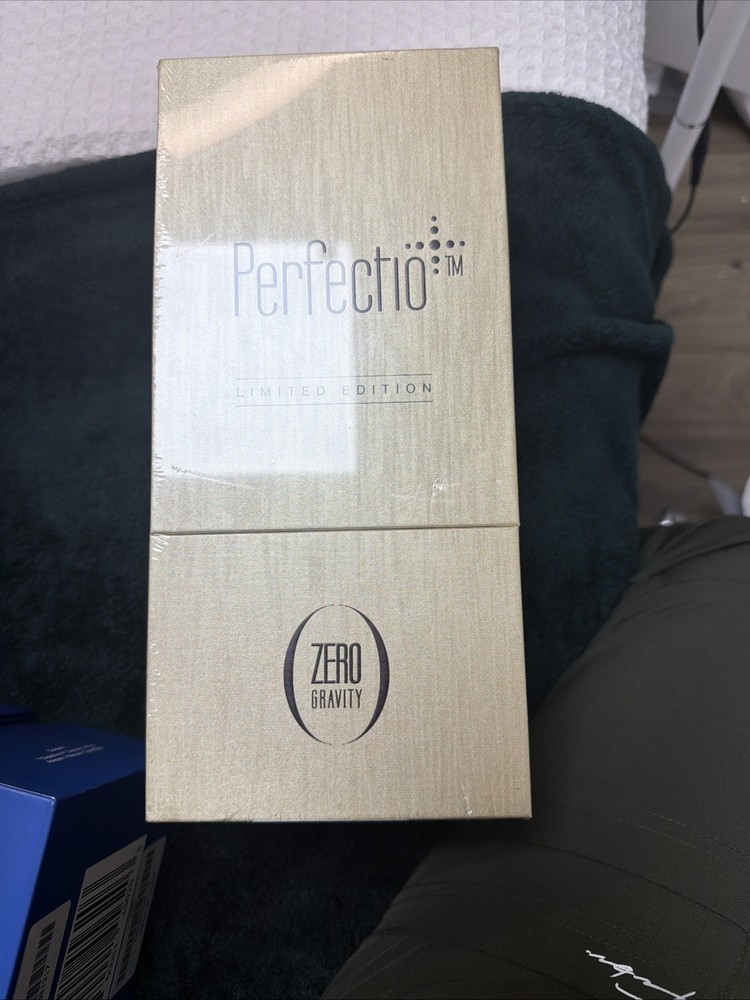 Perfectio™
LIMITED EDITION
ZERO
GRAVITY